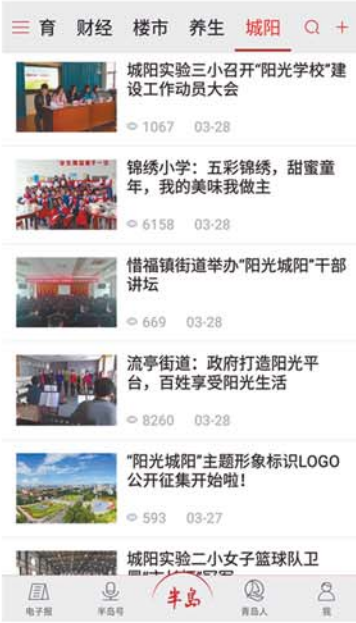 育 财经 楼市 养生 城阳
城阳实验三小召开“阳光学校”建
设工作动员大会
1067 03-28
锦绣小学：五彩锦绣，甜蜜童
年，我的美味我做主
6158 03-28
惜福镇街道举办“阳光城阳”干部
讲坛
669 03-28
流亭街道：政府打造阳光平
台，百姓享受阳光生活
8260 03-28
“阳光城阳”主题形象标识LOGO
公开征集开始啦！
593 03-27
城阳实验二小女子篮球队卫
电子报 半岛号 半岛 青岛人 我